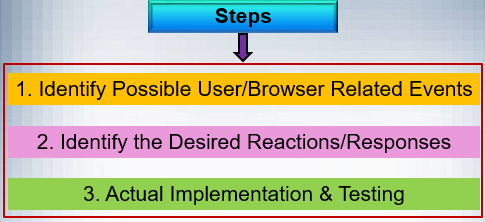 Steps
1. Identify Possible User/Browser Related Events
2. Identify the Desired Reactions/Responses
3. Actual Implementation & Testing